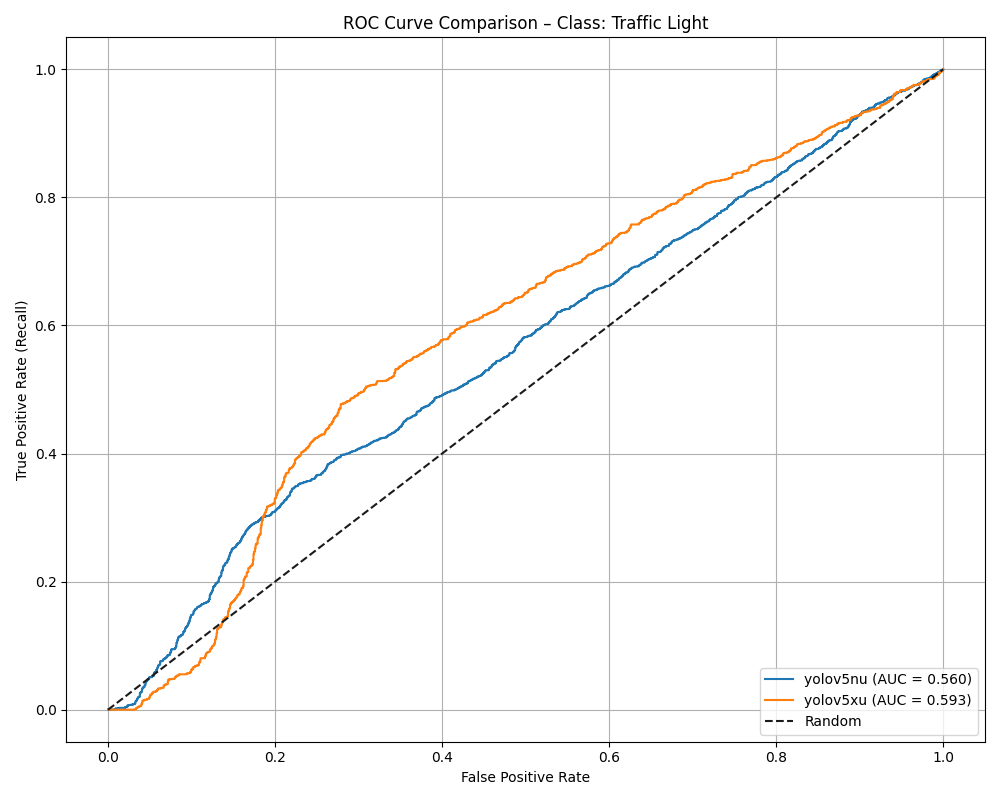 ROC Curve Comparison – Class: Traffic Light
True Positive Rate (Recall)
1.0
0.8
0.6
0.4
0.2
0.0
0.0 0.2 0.4 0.6 0.8 1.0
False Positive Rate
yolov5nu (AUC = 0.560)
yolov5xu (AUC = 0.593)
Random